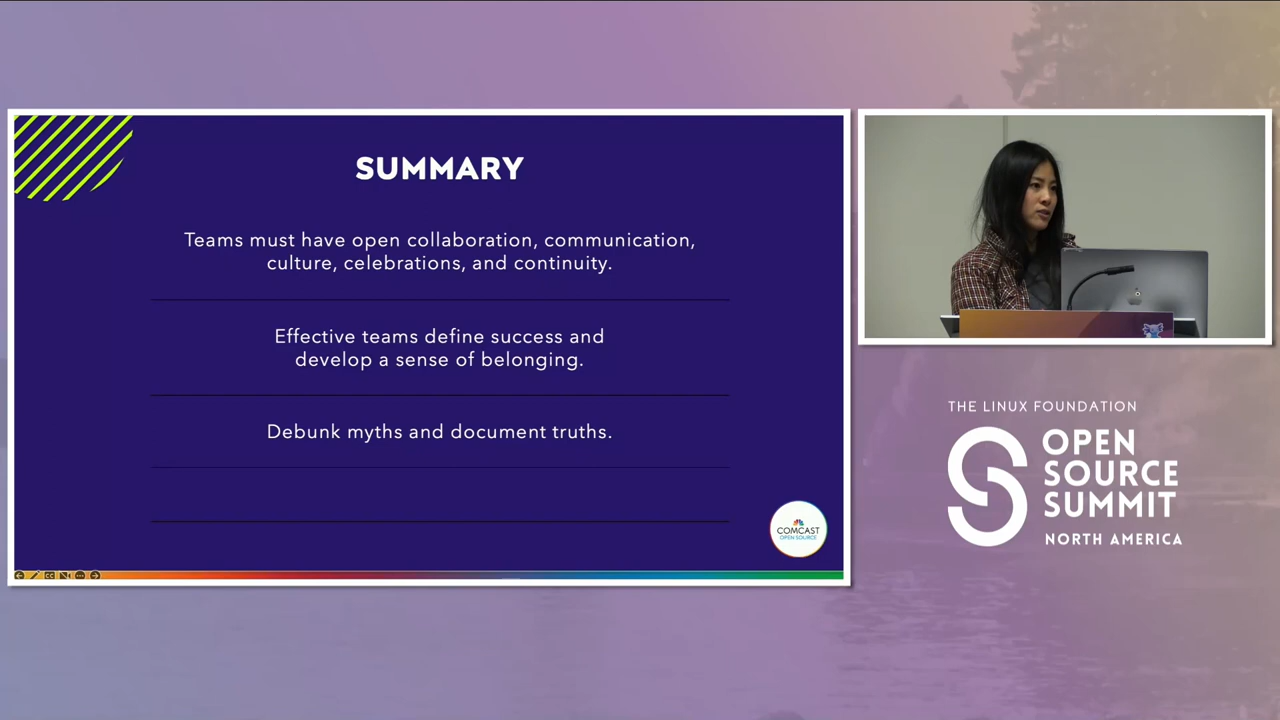 SUMMARY
Teams must have open collaboration, communication,
culture, celebrations, and continuity.
Effective teams define success and
develop a sense of belonging.
Debunk myths and document truths.
COMCAST
OPEN SOURCE
CC
THE LINUX FOUNDATION
OPEN
SOURCE
SUMMIT
NORTH AMERICA